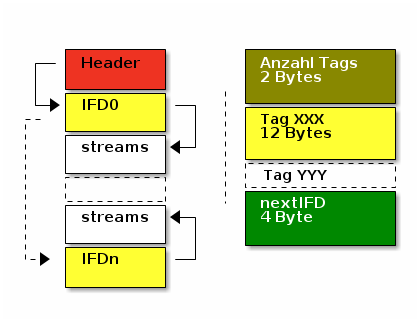 Header
IFD0
streams
streams
IFDn
Anzahl Tags
2 Bytes
Tag XXX
12 Bytes
Tag YYY
nextIFD
4 Byte